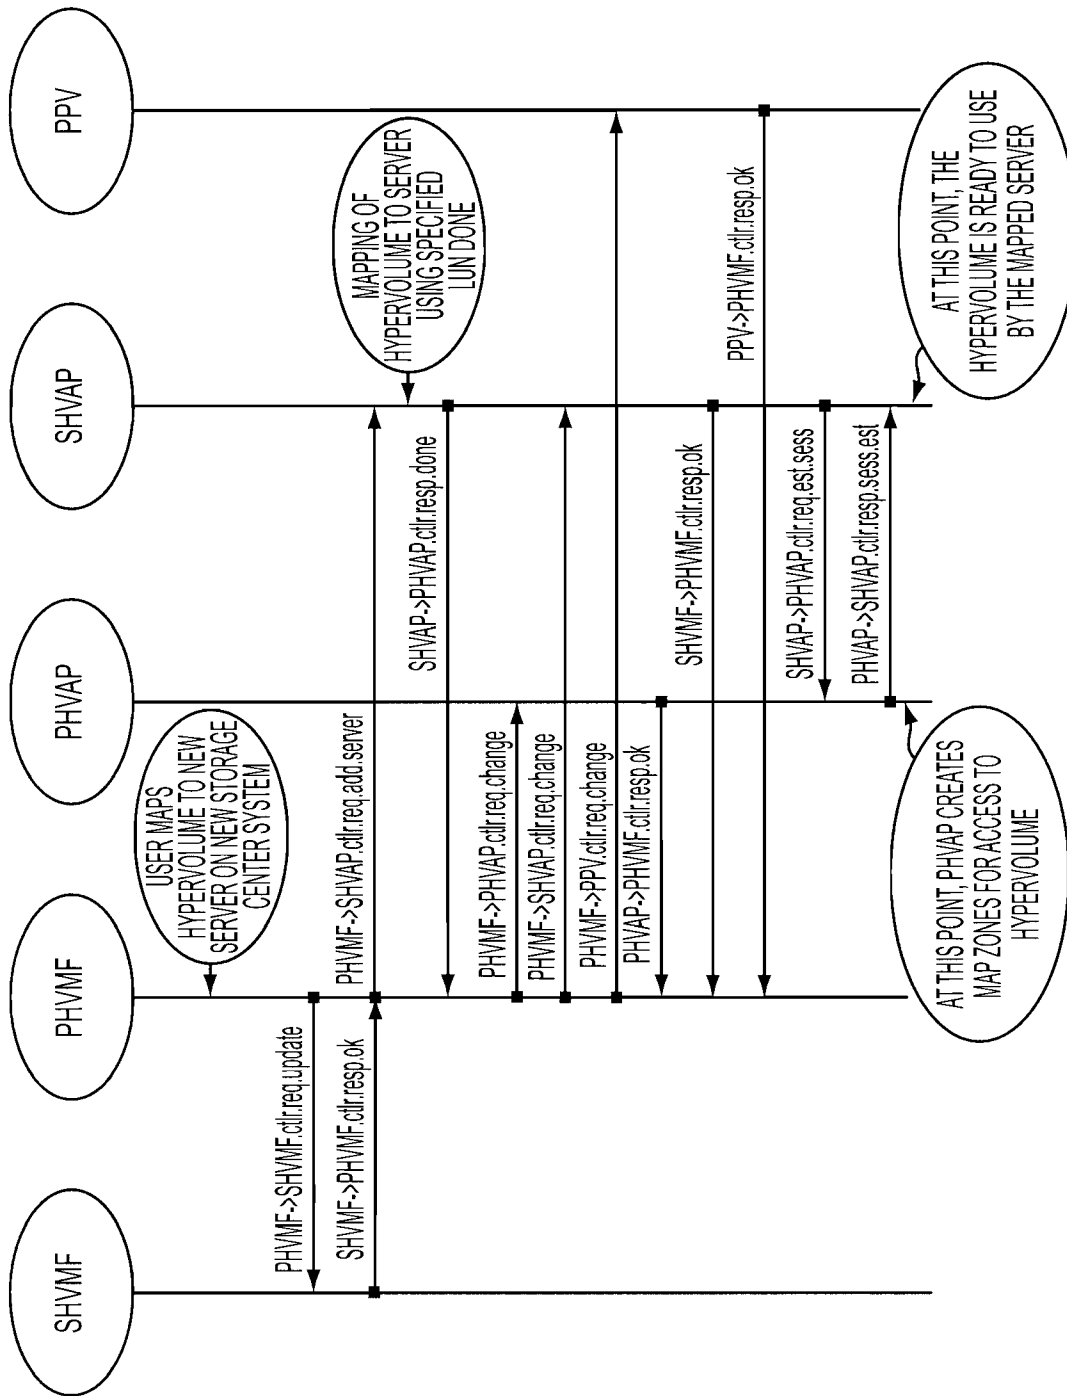 SHVMF
PHVMF
PHVAP
SHVAP
PPV
USER MAPS
HYPERVOLUME TO NEW
SERVER ON NEW STORAGE
CENTER SYSTEM
PHVMF->SHVMF.ctlr.req.update
SHVMF->PHVMF.ctlr.resp.ok
PHVMF->SHVAP.ctlr.req.add.server
MAPPING OF
HYPERVOLUME TO SERVER
USING SPECIFIED
LUN DONE
SHVAP->PHVAP.ctlr.resp.done
PHVMF->PHVAP.ctlr.req.change
PHVMF->SHVAP.ctlr.req.change
PHVMF->PPV.ctlr.req.change
PHVAP->PHVMF.ctlr.resp.ok
SHVMF->PHVMF.ctlr.resp.ok
PPV->PHVMF.ctlr.resp.ok
SHVAP->PHVAP.ctlr.req.est.sess
PHVAP->SHVAP.ctlr.resp.sess.est
AT THIS POINT, PHVAP CREATES
MAP ZONES FOR ACCESS TO
HYPERVOLUME
AT THIS POINT, THE
HYPERVOLUME IS READY TO USE
BY THE MAPPED SERVER